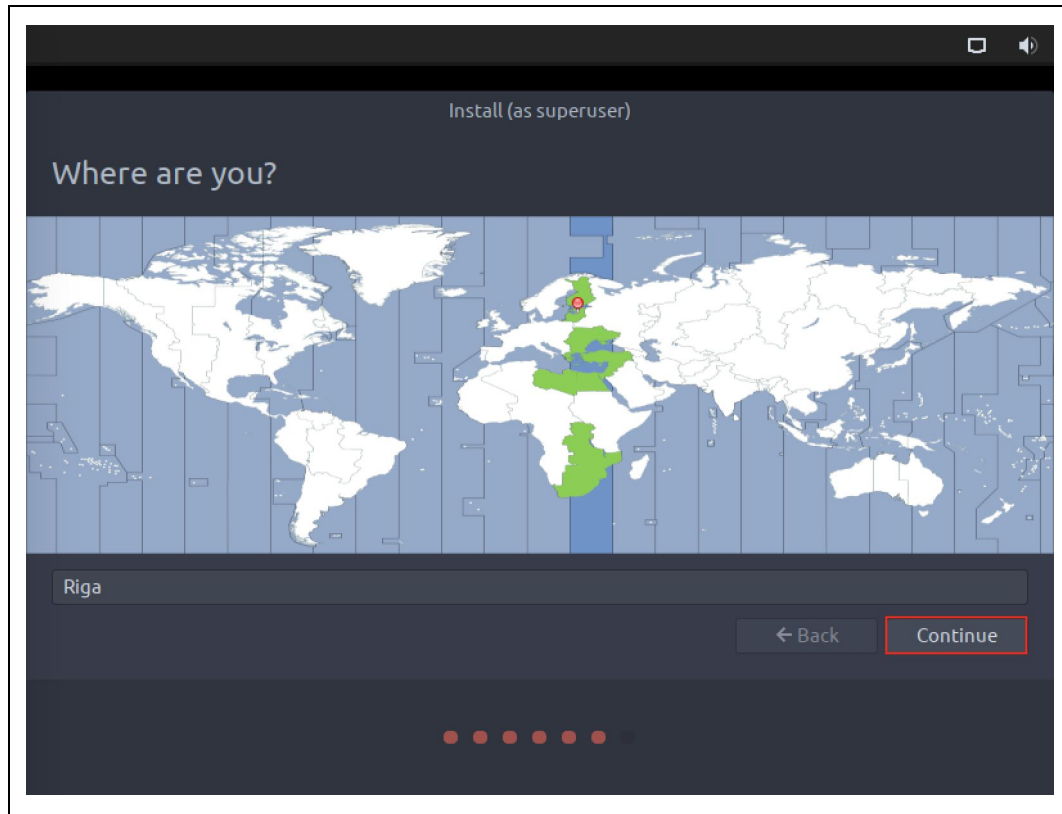 Install (as superuser)
Where are you?
Riga
← Back
Continue